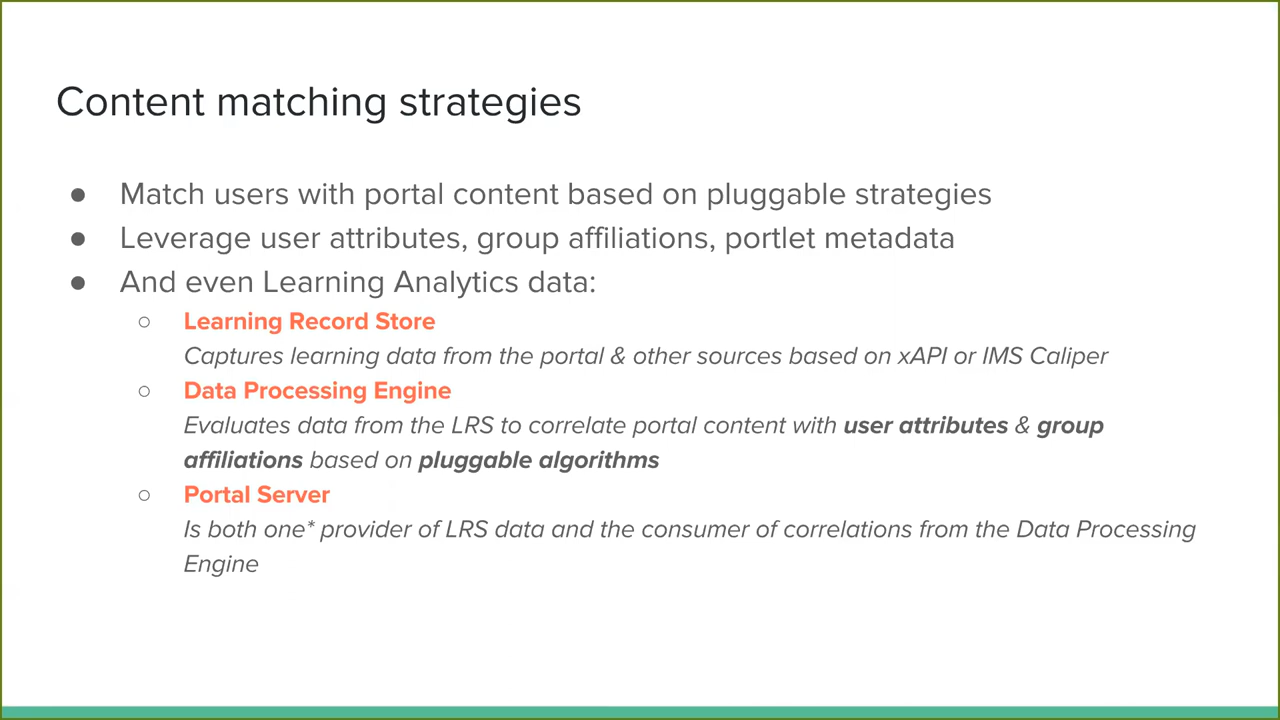 Content matching strategies
● Match users with portal content based on pluggable strategies
● Leverage user attributes, group affiliations, portlet metadata
● And even Learning Analytics data:
○ Learning Record Store
Captures learning data from the portal & other sources based on xAPI or IMS Caliper
○ Data Processing Engine
Evaluates data from the LRS to correlate portal content with user attributes & group
affiliations based on pluggable algorithms
○ Portal Server
Is both one* provider of LRS data and the consumer of correlations from the Data Processing
Engine